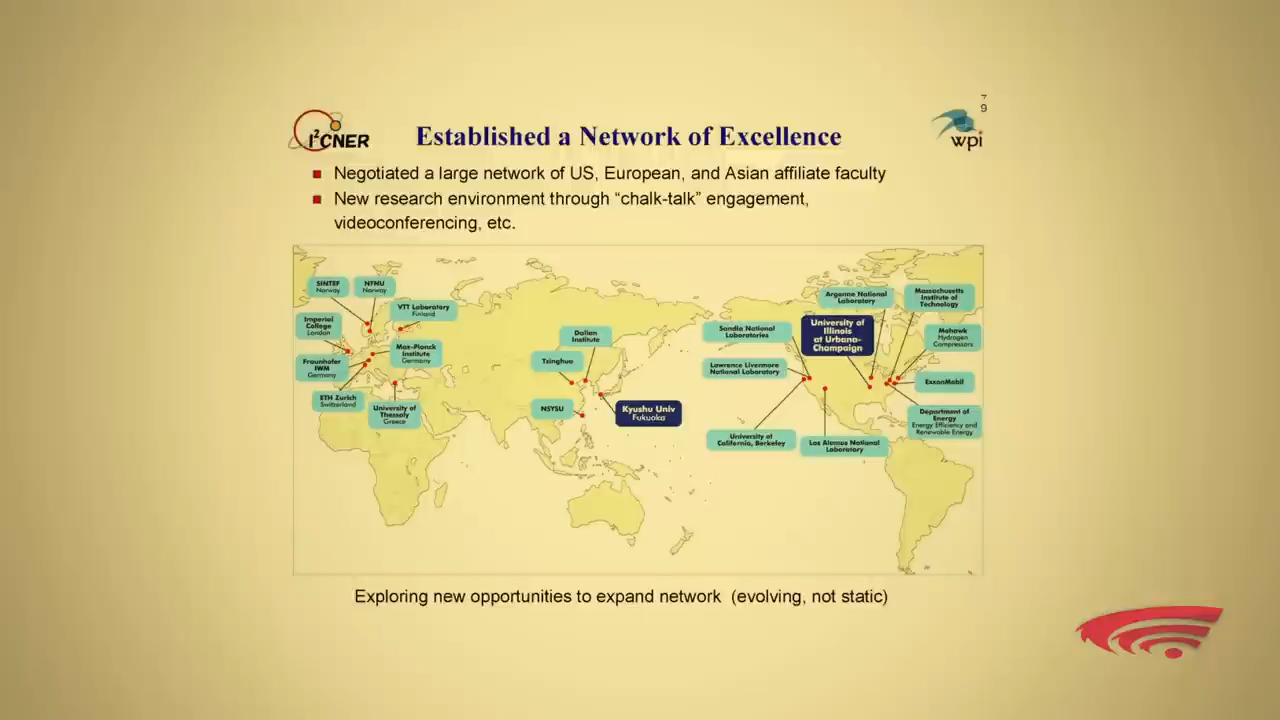 7
9
I²CNER
Established a Network of Excellence
wpi
Negotiated a large network of US, European, and Asian affiliate faculty
New research environment through “chalk-talk” engagement,
videoconferencing, etc.
SINTEF
Norway
NTNU
Norway
VTT Laboratory
Finland
Imperial
College
London
Max-Planck
Institute
Germany
Fraunhofer
IWM
Germany
ETH Zurich
Switzerland
University of
Thessaly
Greece
Dalian
Institute
Tsinghua
NSYSU
Kyushu Univ
Fukuoka
Argonne National
Laboratory
Massachusetts
Institute of
Technology
Sandia National
Laboratories
University of
Illinois
at Urbana-
Champaign
Mohawk
Hydrogen
Compressors
Lawrence Livermore
National Laboratory
ExxonMobil
Department of
Energy
Energy Efficiency and
Renewable Energy
University of
California, Berkeley
Los Alamos National
Laboratory
Exploring new opportunities to expand network (evolving, not static)